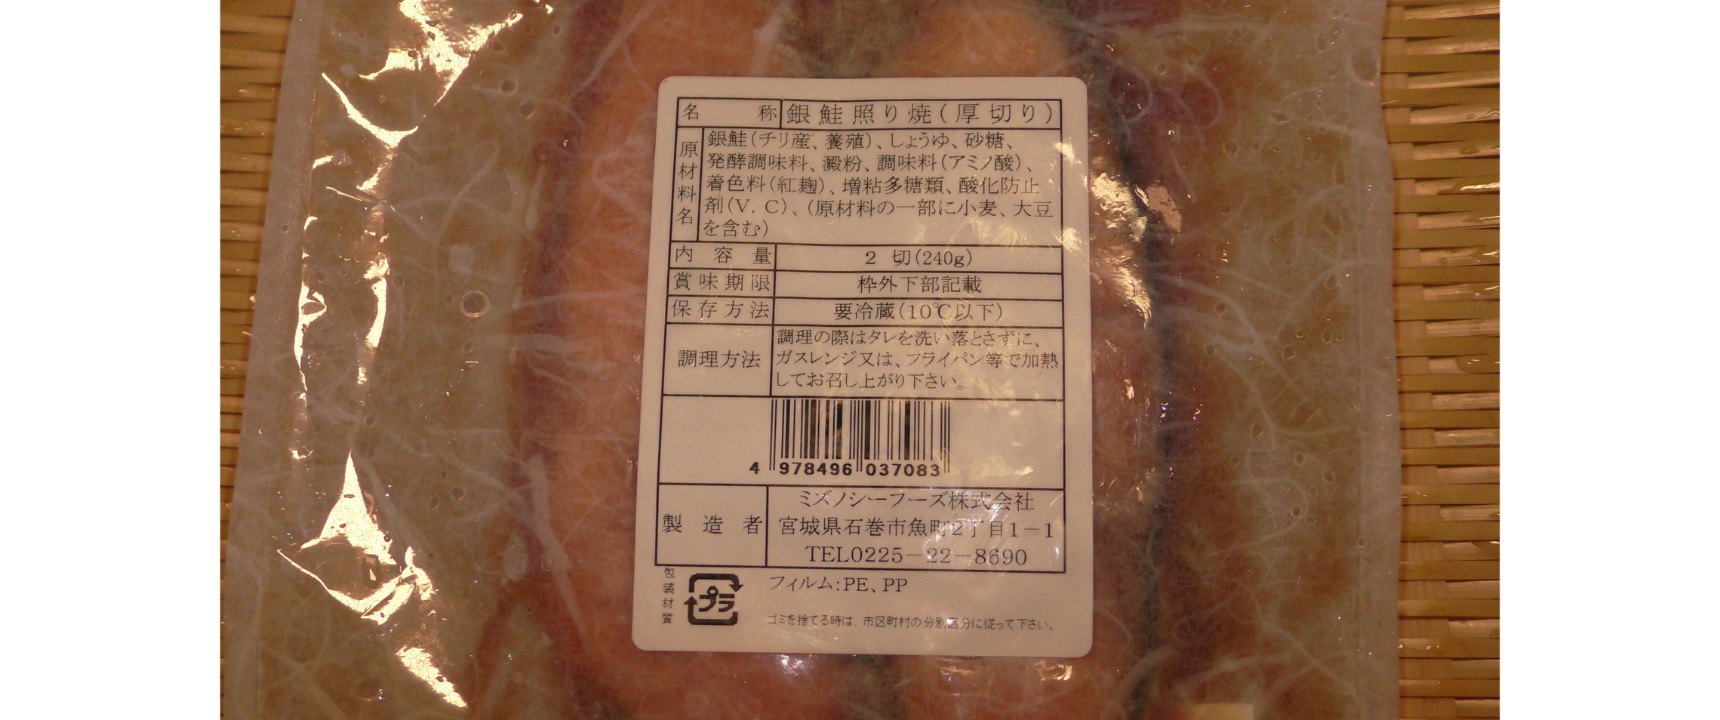 名称 銀鮭照り焼(厚切り)
原材料名
銀鮭(チリ産、養殖)、しょうゆ、砂糖、
発酵調味料、澱粉、調味料(アミノ酸)、
着色料(紅麹)、増粘多糖類、酸化防止
剤(V.C)、(原材料の一部に小麦、大豆
を含む)
内容量 2切(240g)
賞味期限 枠外下部記載
保存方法 要冷蔵(10℃以下)
調理方法
調理の際はタレを洗い落とさずに、
ガスレンジ又は、フライパン等で加熱
してお召し上がり下さい。
4 978496 037083
製造者
ミズノシーフーズ株式会社
宮城県石巻市魚町2丁目1-1
TEL0225-22-8690
包装材質
プラ
フィルム:PE、PP
ゴミを捨てる時は、市区町村の分別区分に従って下さい。